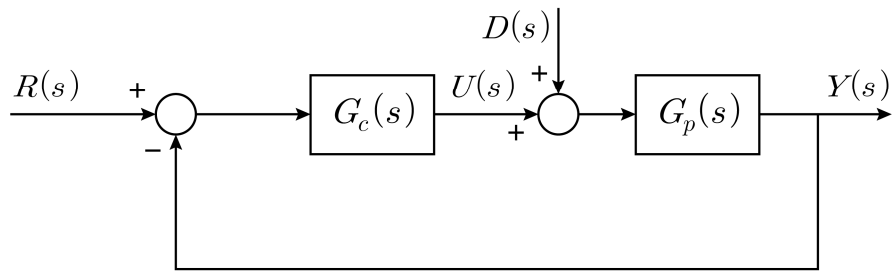 D(s)
R(s) + + U(s) Y(s)
G_c(s) G_p(s)
− +